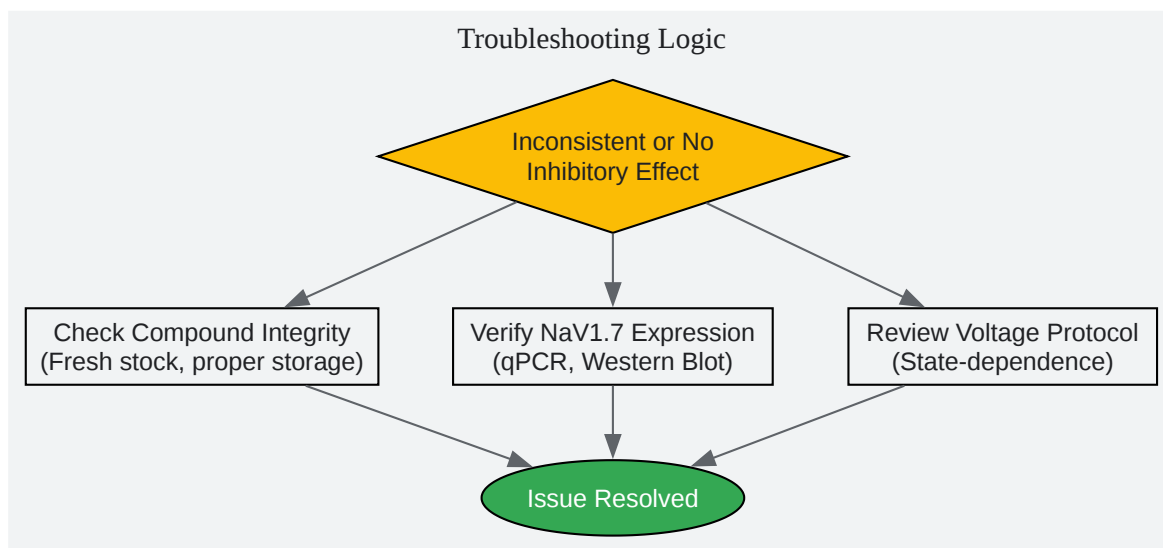 Troubleshooting Logic
Inconsistent or No
Inhibitory Effect
Check Compound Integrity
(Fresh stock, proper storage)
Verify NaV1.7 Expression
(qPCR, Western Blot)
Review Voltage Protocol
(State-dependence)
Issue Resolved